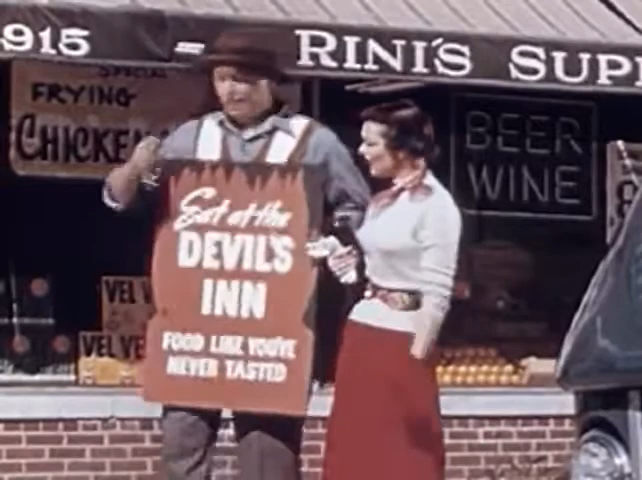 915 = RINI'S SUP
SPECIAL
FRYING
CHICKEN
BEER
WINE
Eat at the
DEVIL'S
INN
FOOD LIKE YOU'VE
NEVER TASTED
VEL V
VEL VE